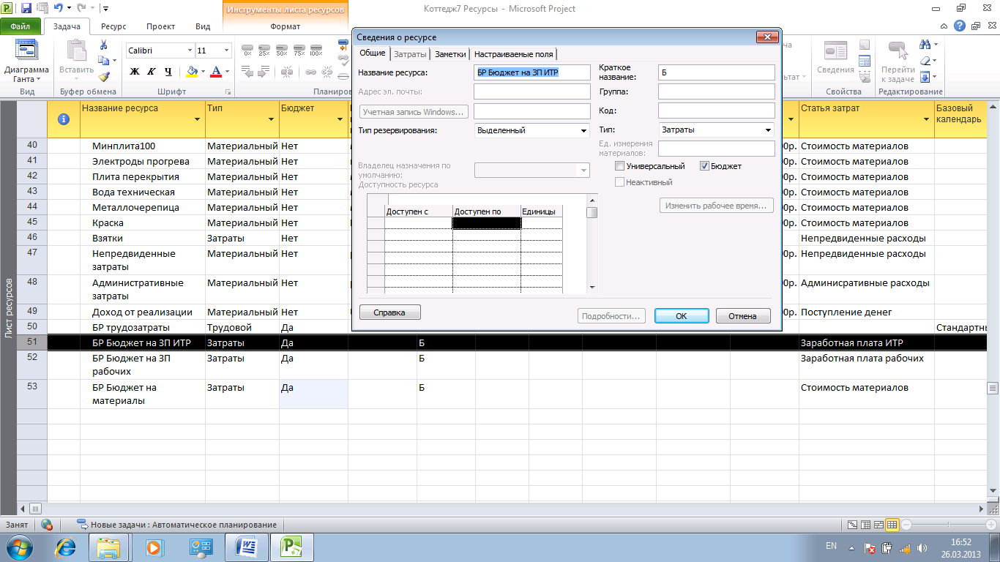 Инструменты листа ресурсов
Коттедж7 Ресурсы - Microsoft Project
Файл Задача Ресурс Проект Вид Формат
Диаграмма Ганта
Вставить
Calibri 11
Ж К Ч
0% 25% 50% 75% 100%
Сведения
Перейти к задаче
Вид Буфер обмена Шрифт Свойства Редактирование
Сведения о ресурсе
Общие Затраты Заметки Настраиваемые поля
Название ресурса: БР Бюджет на ЗП ИТР Краткое название: Б
Адрес эл. почты: Группа:
Учетная запись Windows... Код:
Тип резервирования: Выделенный Тип: Затраты
Ед. измерения материалов:
Владелец назначения по умолчанию:
Универсальный Бюджет
Неактивный
Доступность ресурса
Изменить рабочее время...
Доступен с Доступен по Единицы
Справка Подробности... ОК Отмена
Название ресурса Тип Бюджет Статья затрат Базовый календарь
40 Минплита100 Материальный Нет Стоимость материалов
41 Электроды прогрева Материальный Нет Стоимость материалов
42 Плита перекрытия Материальный Нет Стоимость материалов
43 Вода техническая Материальный Нет Стоимость материалов
44 Металлочерепица Материальный Нет Стоимость материалов
45 Краска Материальный Нет Стоимость материалов
46 Взятки Затраты Нет Непредвиденные расходы
47 Непредвиденные затраты Материальный Нет Непредвиденные расходы
48 Административные затраты Материальный Нет Админисративные расходы
49 Доход от реализации Материальный Нет Поступление денег
50 БР трудозатраты Трудовой Да
51 БР Бюджет на ЗП ИТР Затраты Да Б Заработная плата ИТР
52 БР Бюджет на ЗП рабочих Затраты Да Б Заработная плата рабочих
53 БР Бюджет на материалы Затраты Да Б Стоимость материалов
Лист ресурсов
Занят Новые задачи : Автоматическое планирование
EN 16:52
26.03.2013